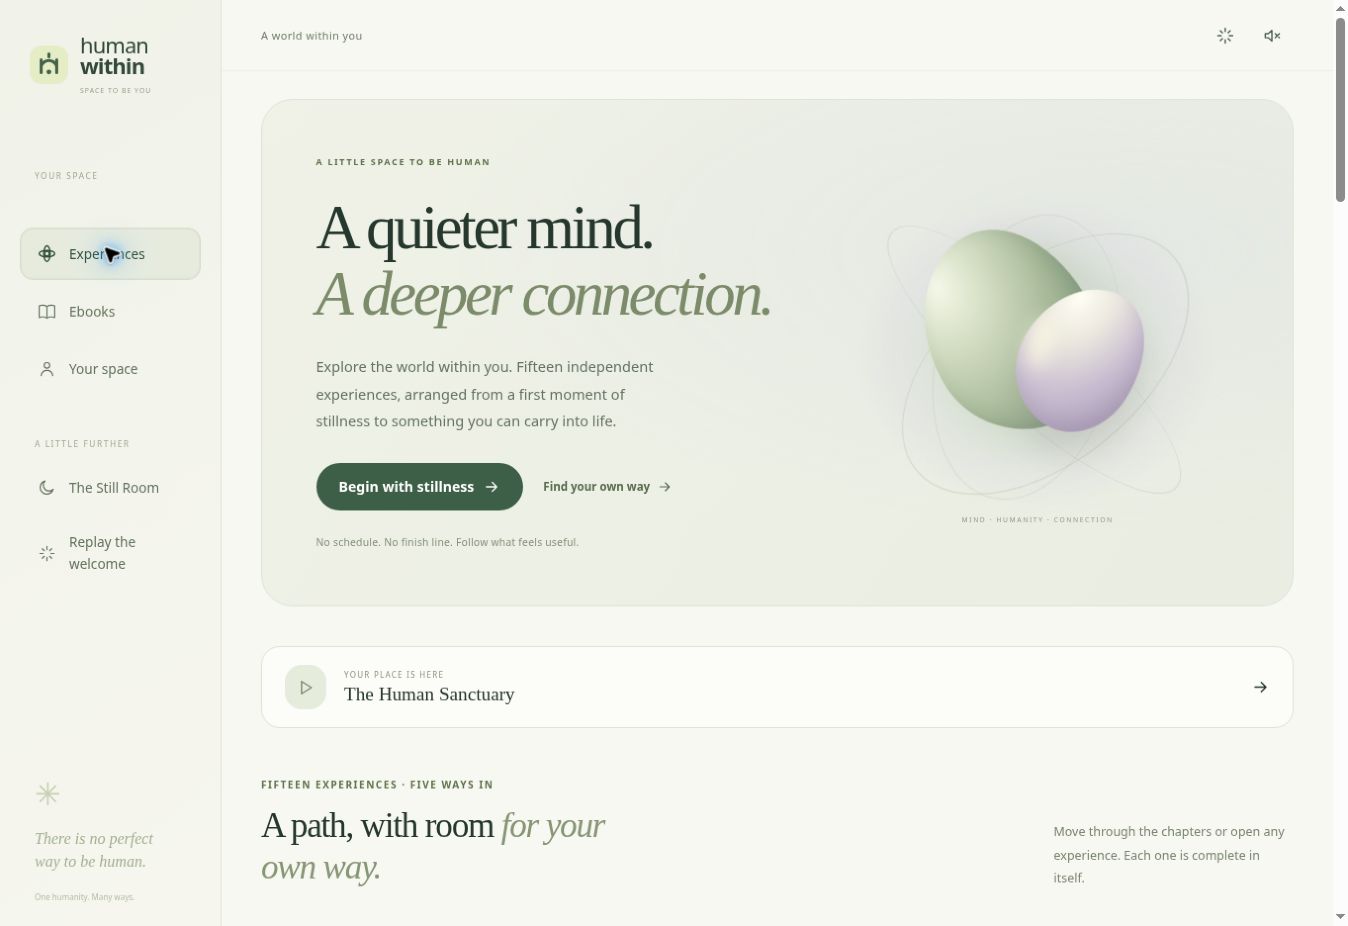 human
within
SPACE TO BE YOU
YOUR SPACE
Experiences
Ebooks
Your space
A LITTLE FURTHER
The Still Room
Replay the
welcome
There is no perfect
way to be human.
One humanity. Many ways.
A world within you
A LITTLE SPACE TO BE HUMAN
A quieter mind.
A deeper connection.
Explore the world within you. Fifteen independent
experiences, arranged from a first moment of
stillness to something you can carry into life.
Begin with stillness
Find your own way
No schedule. No finish line. Follow what feels useful.
MIND · HUMANITY · CONNECTION
YOUR PLACE IS HERE
The Human Sanctuary
FIFTEEN EXPERIENCES · FIVE WAYS IN
A path, with room for your
own way.
Move through the chapters or open any
experience. Each one is complete in
itself.